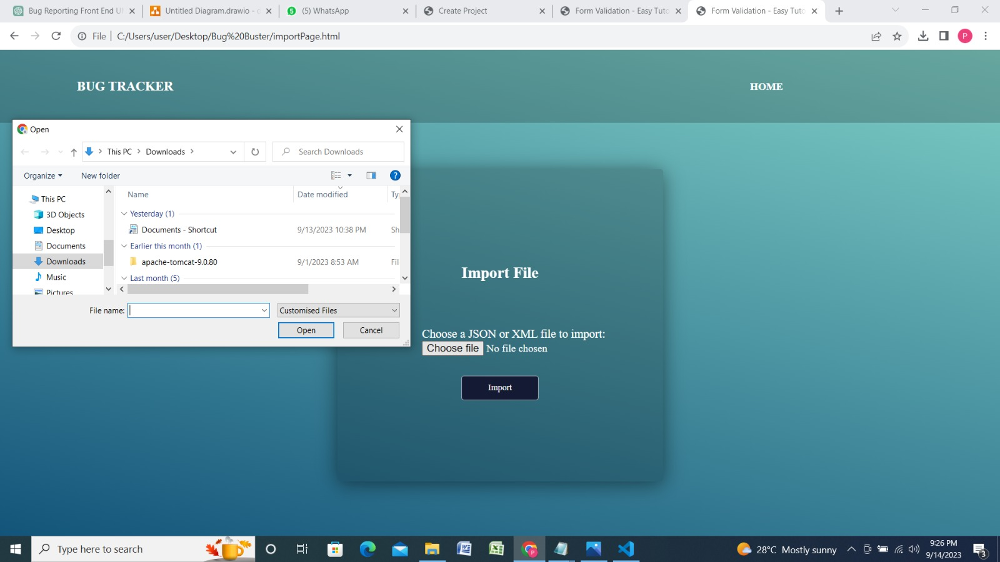 Bug Reporting Front End UI
Untitled Diagram.drawio - d
(5) WhatsApp
Create Project
Form Validation - Easy Tuto
Form Validation - Easy Tuto
File
C:/Users/user/Desktop/Bug%20Buster/importPage.html
P
BUG TRACKER
HOME
Open
This PC > Downloads >
Search Downloads
Organize
New folder
This PC
3D Objects
Desktop
Documents
Downloads
Music
Pictures
Name
Date modified
Ty
Yesterday (1)
Documents - Shortcut
9/13/2023 10:38 PM
Sh
Earlier this month (1)
apache-tomcat-9.0.80
9/1/2023 8:53 AM
Fil
Last month (5)
File name:
Customised Files
Open
Cancel
Import File
Choose a JSON or XML file to import:
Choose file No file chosen
Import
Type here to search
28°C Mostly sunny
9:26 PM
9/14/2023
3